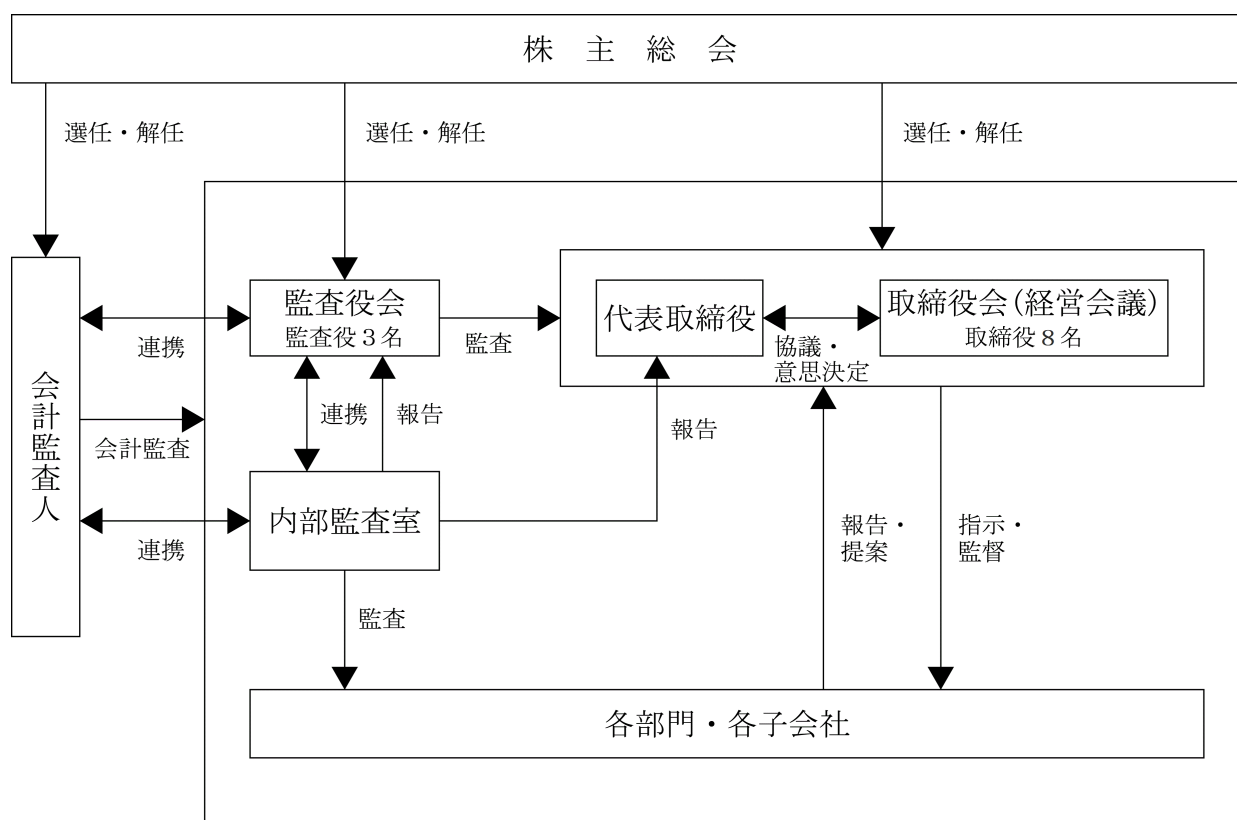 株主総会
選任・解任
選任・解任
選任・解任
監査役会
監査役3名
代表取締役
取締役会(経営会議)
取締役8名
連携
監査
協議・
意思決定
会計監査人
会計監査
連携
報告
報告
内部監査室
連携
報告・
提案
指示・
監督
監査
各部門・各子会社